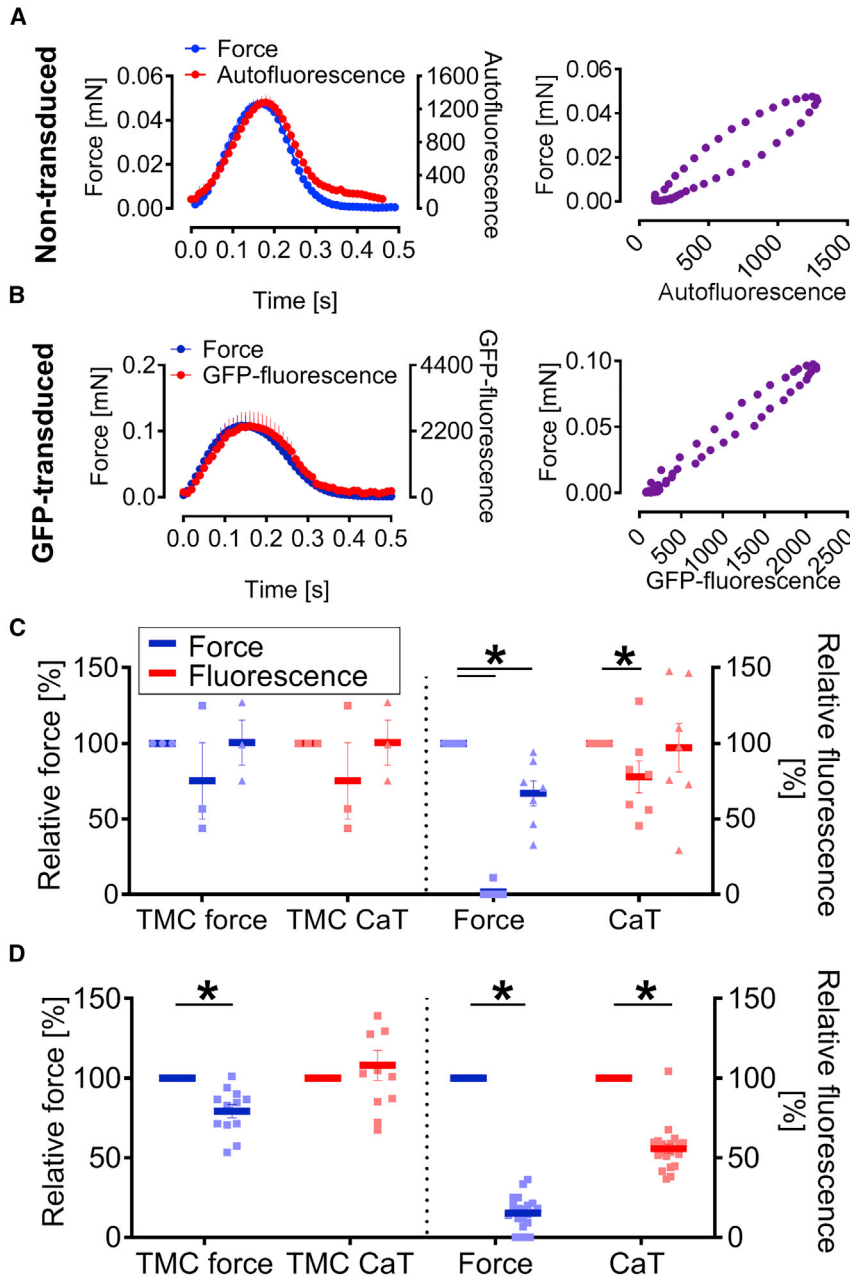 A
Non-transduced
Force
Autofluorescence
Force [mN]
0.06
0.04
0.02
0.00
1600
1200
800
400
0
Autofluorescence
0.0 0.1 0.2 0.3 0.4 0.5
Time [s]
Force [mN]
0.06
0.04
0.02
0.00
0 500 1000 1500
Autofluorescence
B
GFP-transduced
Force
GFP-fluorescence
Force [mN]
0.2
0.1
0.0
4400
2200
0
GFP-fluorescence
0.0 0.1 0.2 0.3 0.4 0.5
Time [s]
Force [mN]
0.10
0.05
0.00
0 500 1000 1500 2000 2500
GFP-fluorescence
C
Force
Fluorescence
Relative force [%]
150
100
50
0
* *
150
100
50
0
Relative fluorescence
[%]
TMC force TMC CaT Force CaT
D
Relative force [%]
150
100
50
0
* * *
150
100
50
0
Relative fluorescence
[%]
TMC force TMC CaT Force CaT